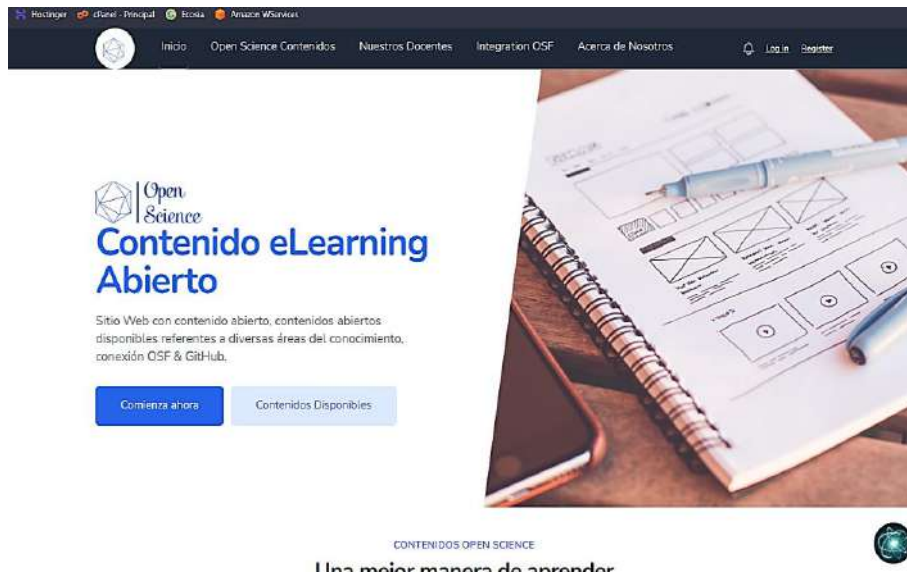 Hostinger cPanel - Principal Ecosia Amazon WServices
Inicio Open Science Contenidos Nuestros Docentes Integration OSF Acerca de Nosotros Log in Register
Open
Science
Contenido eLearning
Abierto
Sitio Web con contenido abierto, contenidos abiertos
disponibles referentes a diversas áreas del conocimiento,
conexión OSF & GitHub.
Comienza ahora Contenidos Disponibles
CONTENIDOS OPEN SCIENCE
Una mejor manera de aprender